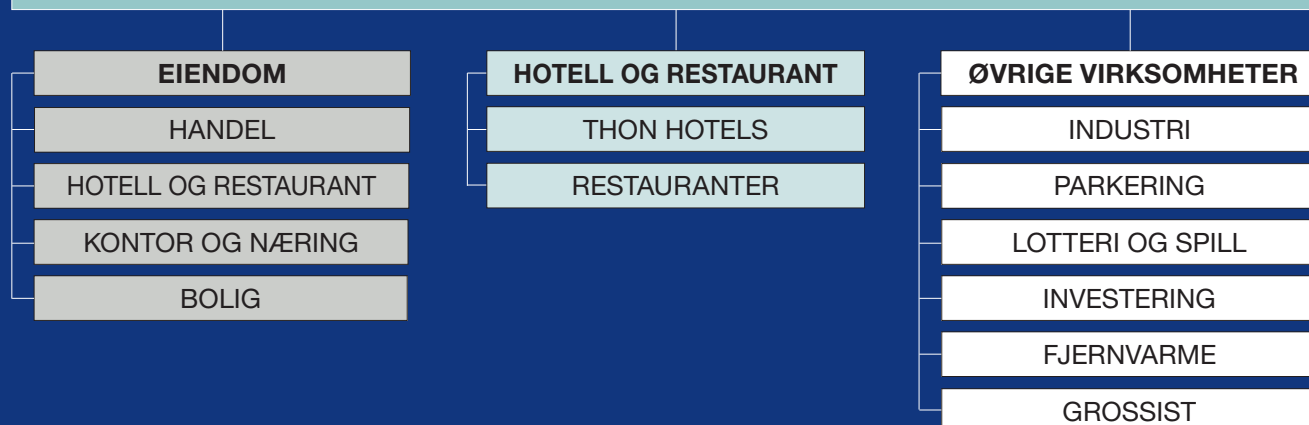 EIENDOM
HANDEL
HOTELL OG RESTAURANT
KONTOR OG NÆRING
BOLIG
HOTELL OG RESTAURANT
THON HOTELS
RESTAURANTER
ØVRIGE VIRKSOMHETER
INDUSTRI
PARKERING
LOTTERI OG SPILL
INVESTERING
FJERNVARME
GROSSIST